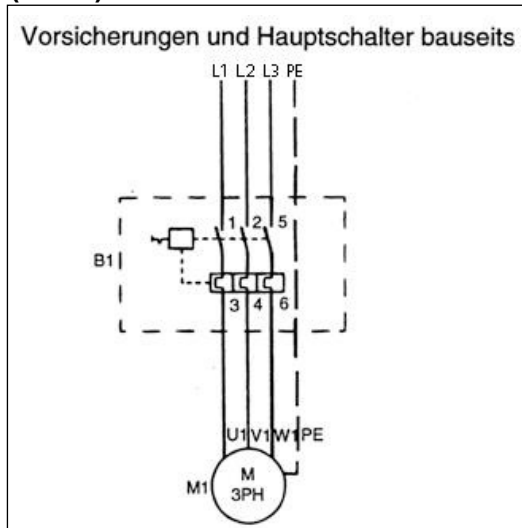 Vorsicherungen und Hauptschalter bauseits
L1 L2 L3 PE
1 2 5
B1
3 4 6
U1 V1 W1 PE
M1
M
3PH